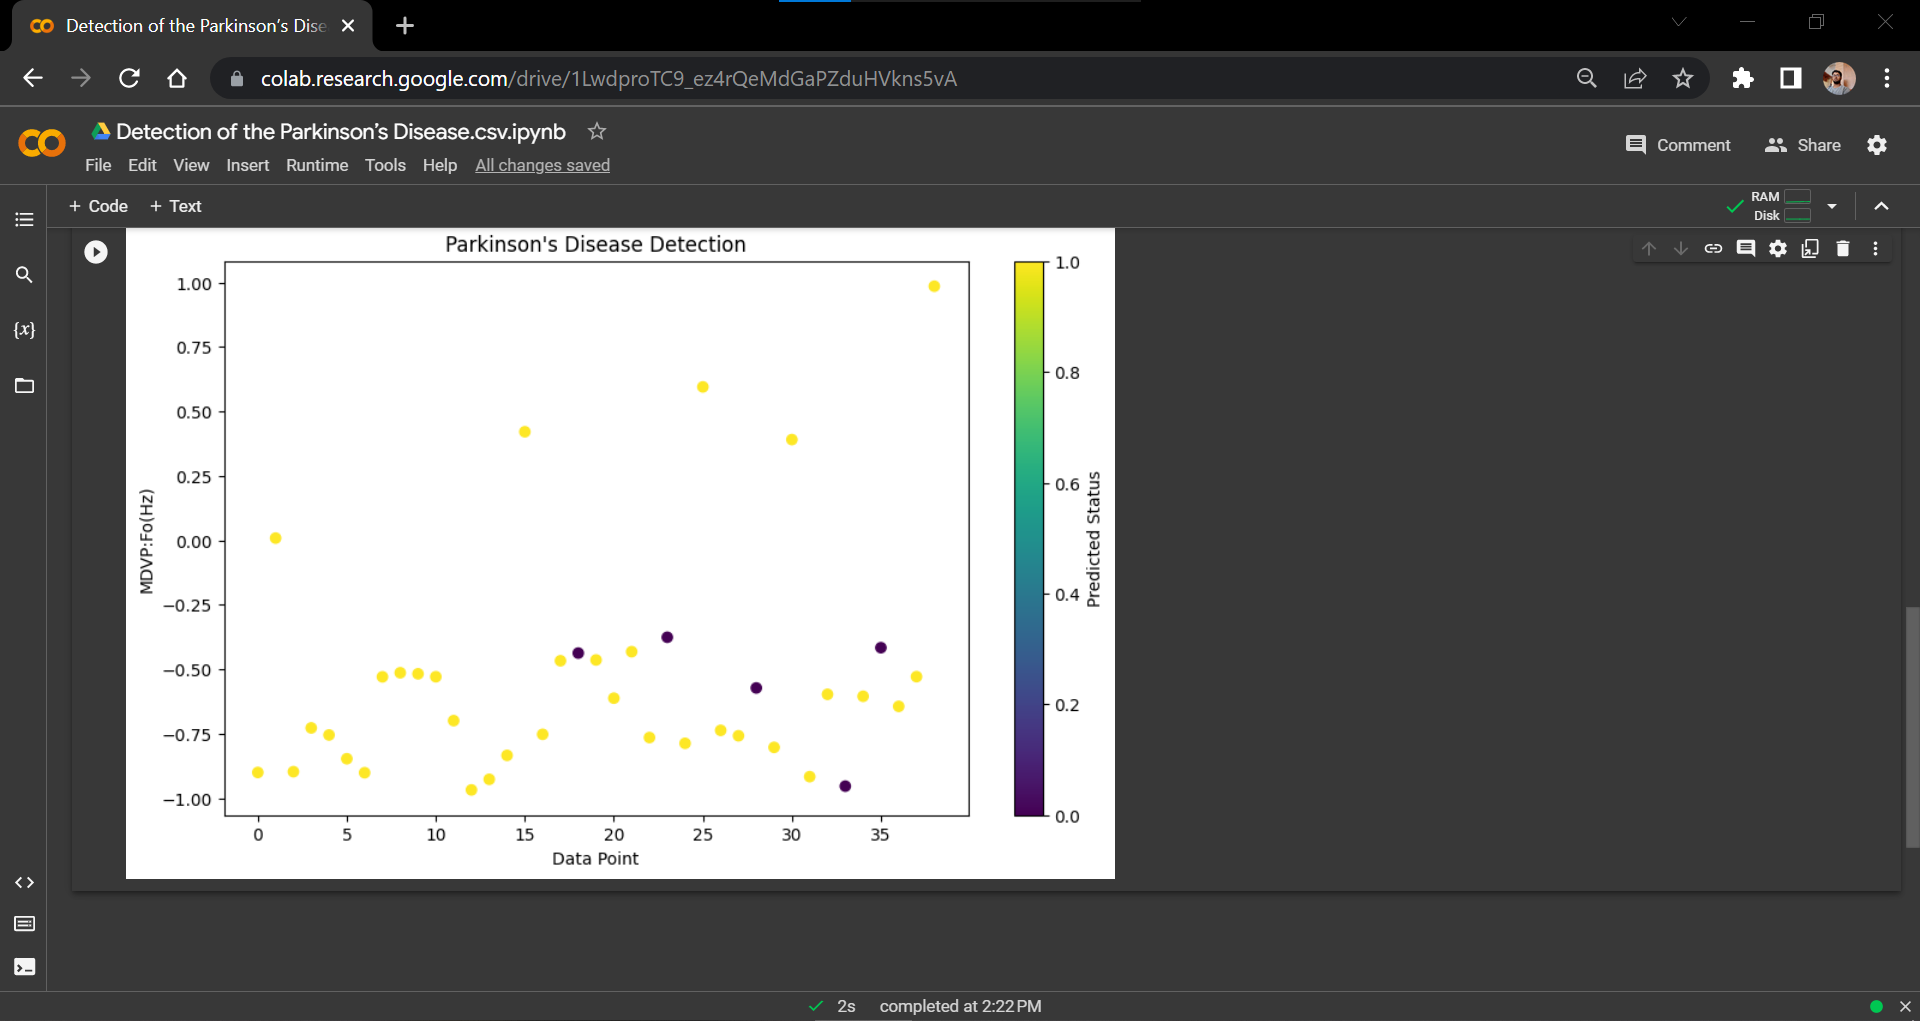 Detection of the Parkinson's Dise
colab.research.google.com/drive/1LwdproTC9_ez4rQeMdGaPZduHVkns5vA
Detection of the Parkinson's Disease.csv.ipynb
Comment
Share
File Edit View Insert Runtime Tools Help All changes saved
+ Code + Text
RAM
Disk
{x}
Parkinson's Disease Detection
1.00
0.75
0.50
0.25
0.00
−0.25
−0.50
−0.75
−1.00
MDVP:Fo(Hz)
0 5 10 15 20 25 30 35
Data Point
1.0
0.8
0.6
0.4
0.2
0.0
Predicted Status
2s completed at 2:22 PM